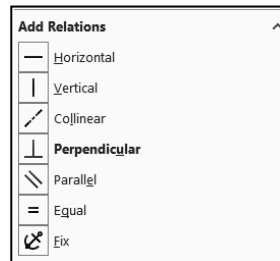 Add Relations
Horizontal
Vertical
Collinear
Perpendicular
Parallel
Equal
Fix